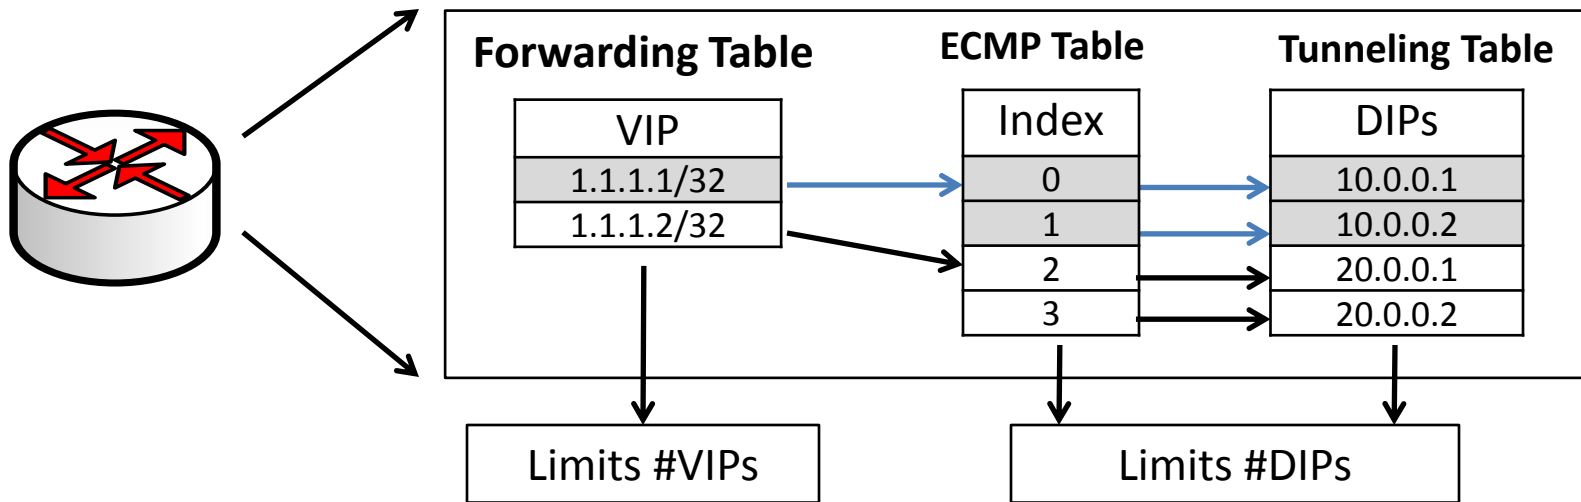 Forwarding Table
VIP
1.1.1.1/32
1.1.1.2/32
ECMP Table
Index
0
1
2
3
Tunneling Table
DIPs
10.0.0.1
10.0.0.2
20.0.0.1
20.0.0.2
Limits #VIPs
Limits #DIPs